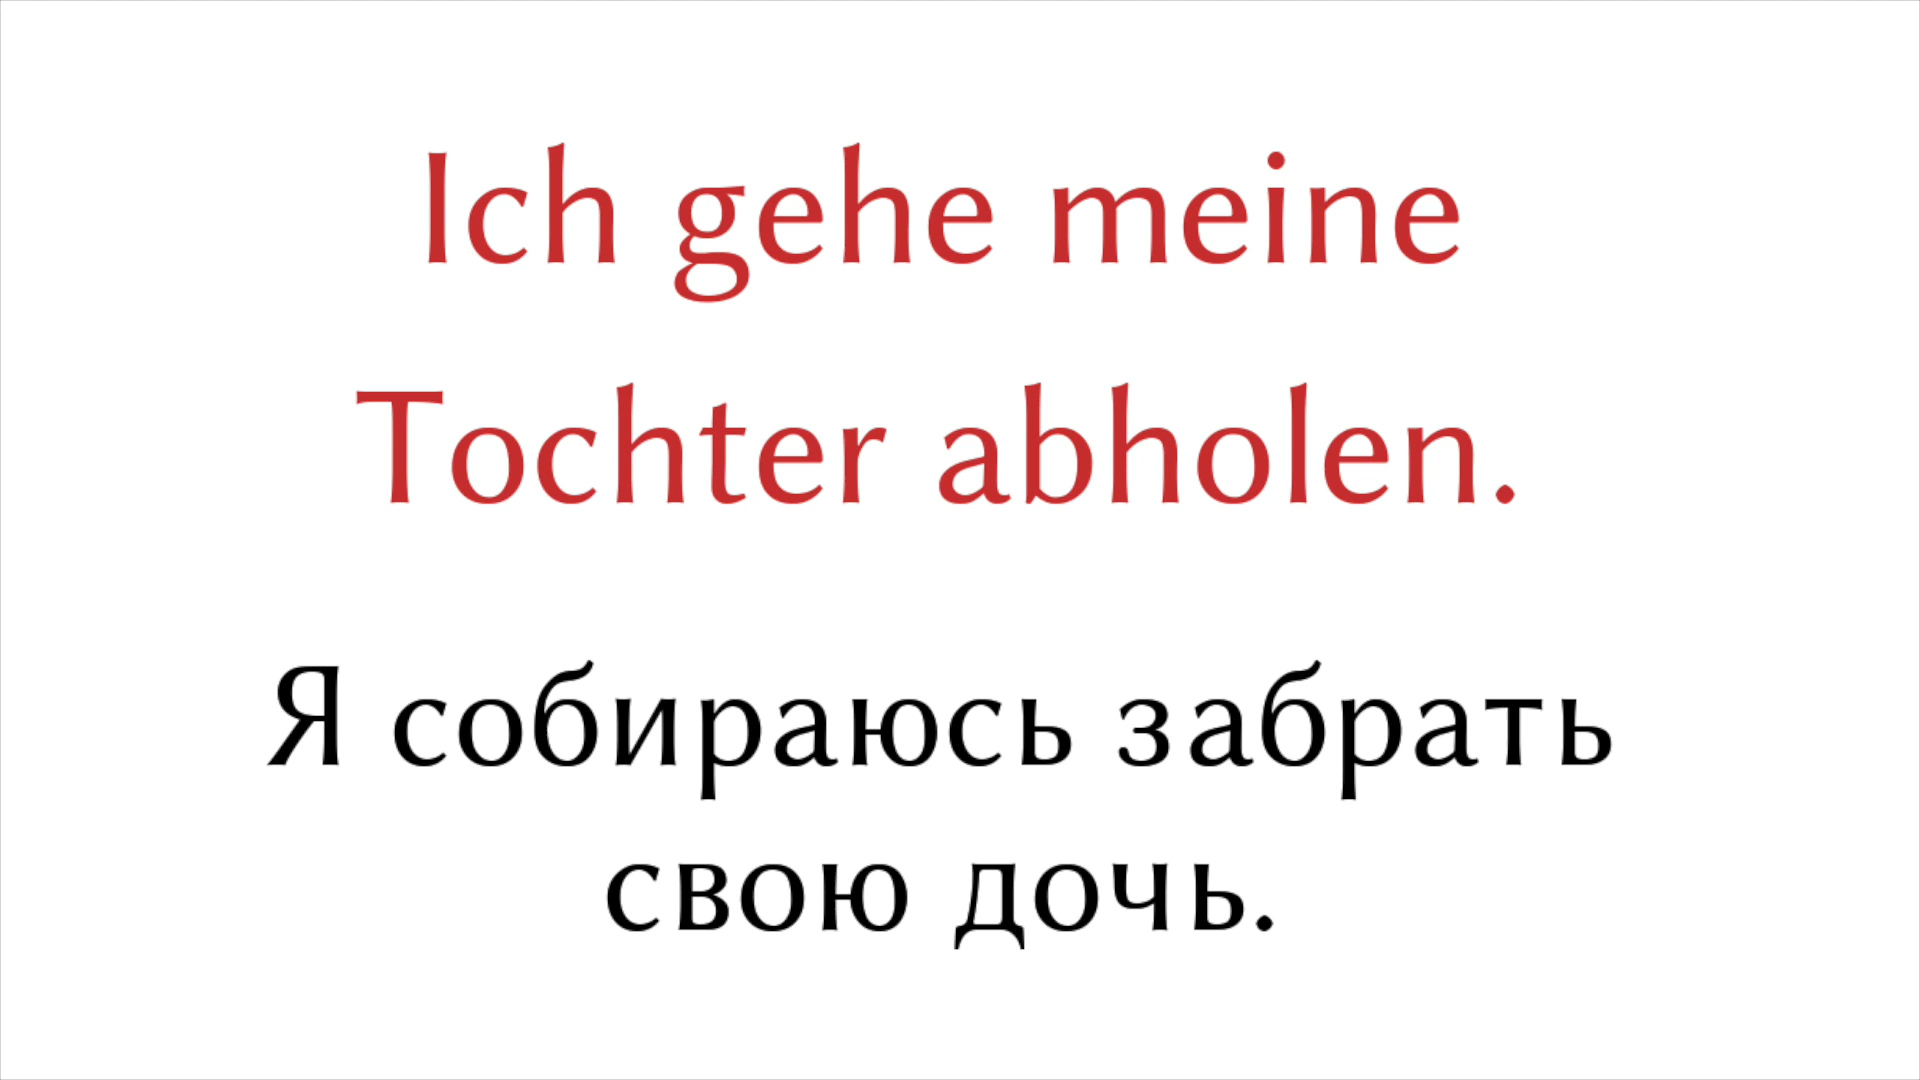 Ich gehe meine
Tochter abholen.
Я собираюсь забрать
свою дочь.